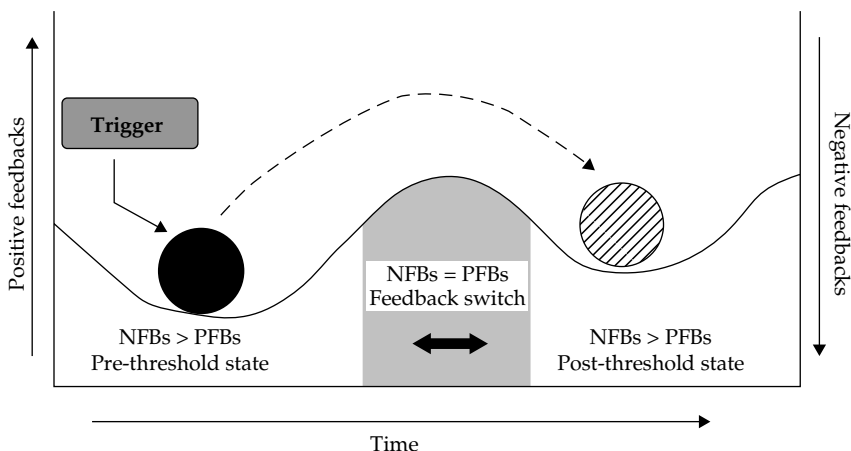 Positive feedbacks
Trigger
NFBs = PFBs
Feedback switch
NFBs > PFBs
Pre-threshold state
NFBs > PFBs
Post-threshold state
Negative feedbacks
Time